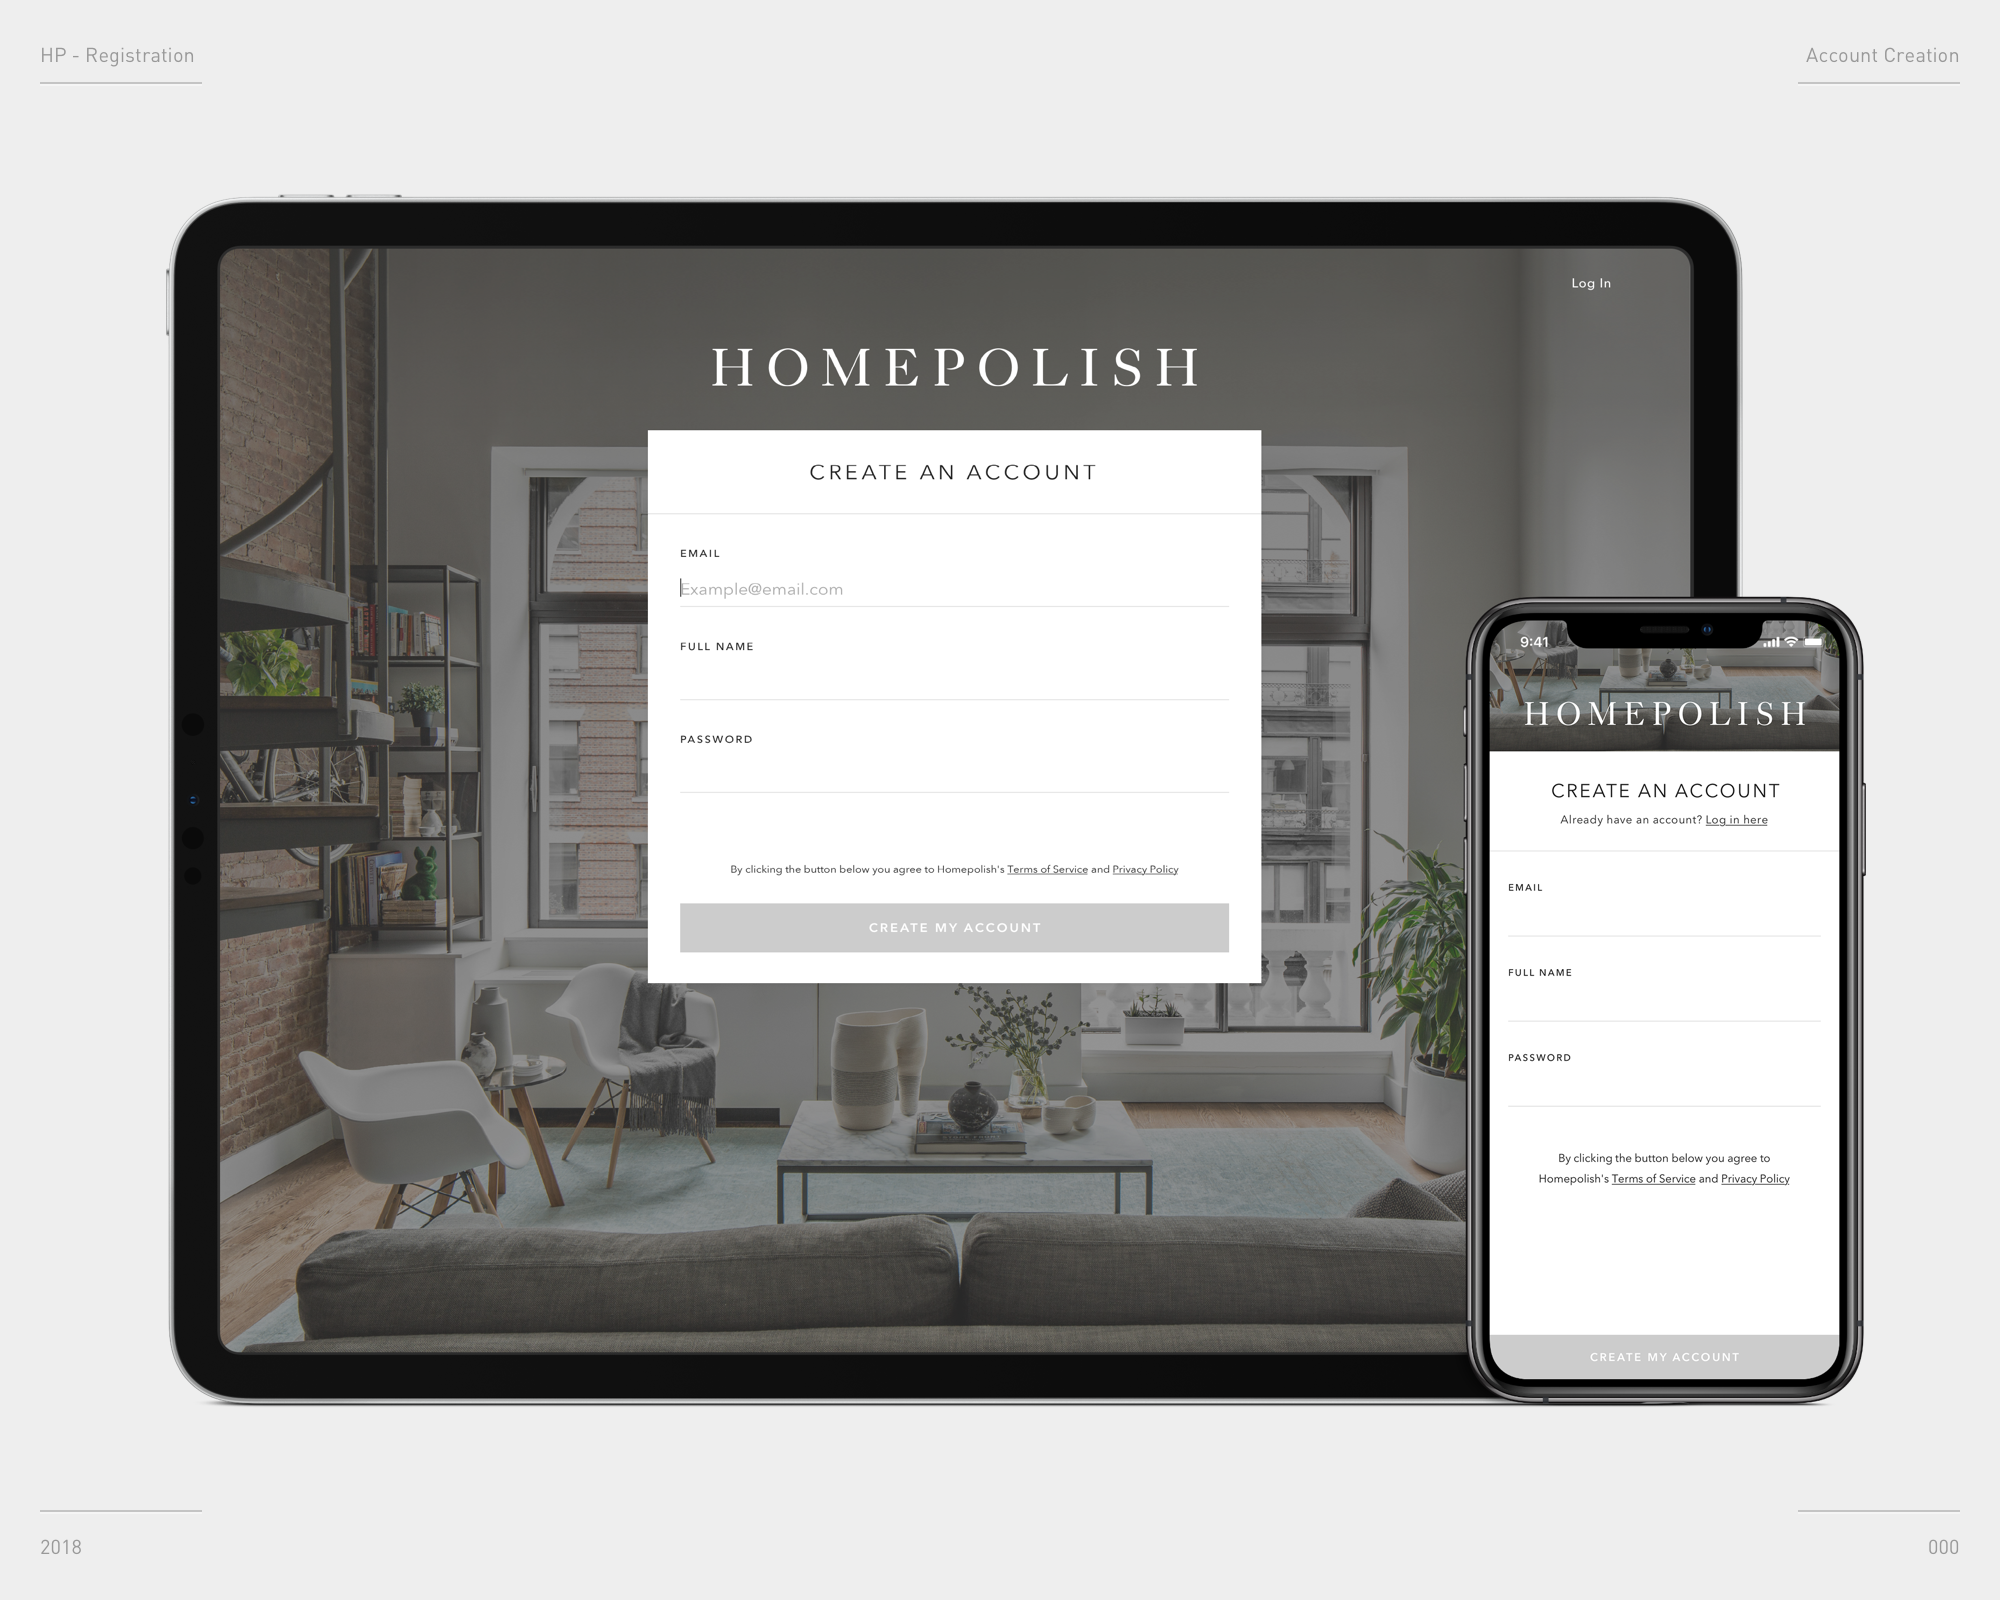 HP - Registration
Account Creation
Log In
HOMEPOLISH
CREATE AN ACCOUNT
EMAIL
Example@email.com
FULL NAME
PASSWORD
By clicking the button below you agree to Homepolish's Terms of Service and Privacy Policy
CREATE MY ACCOUNT
9:41
HOMEPOLISH
CREATE AN ACCOUNT
Already have an account? Log in here
EMAIL
FULL NAME
PASSWORD
By clicking the button below you agree to
Homepolish's Terms of Service and Privacy Policy
CREATE MY ACCOUNT
2018
000